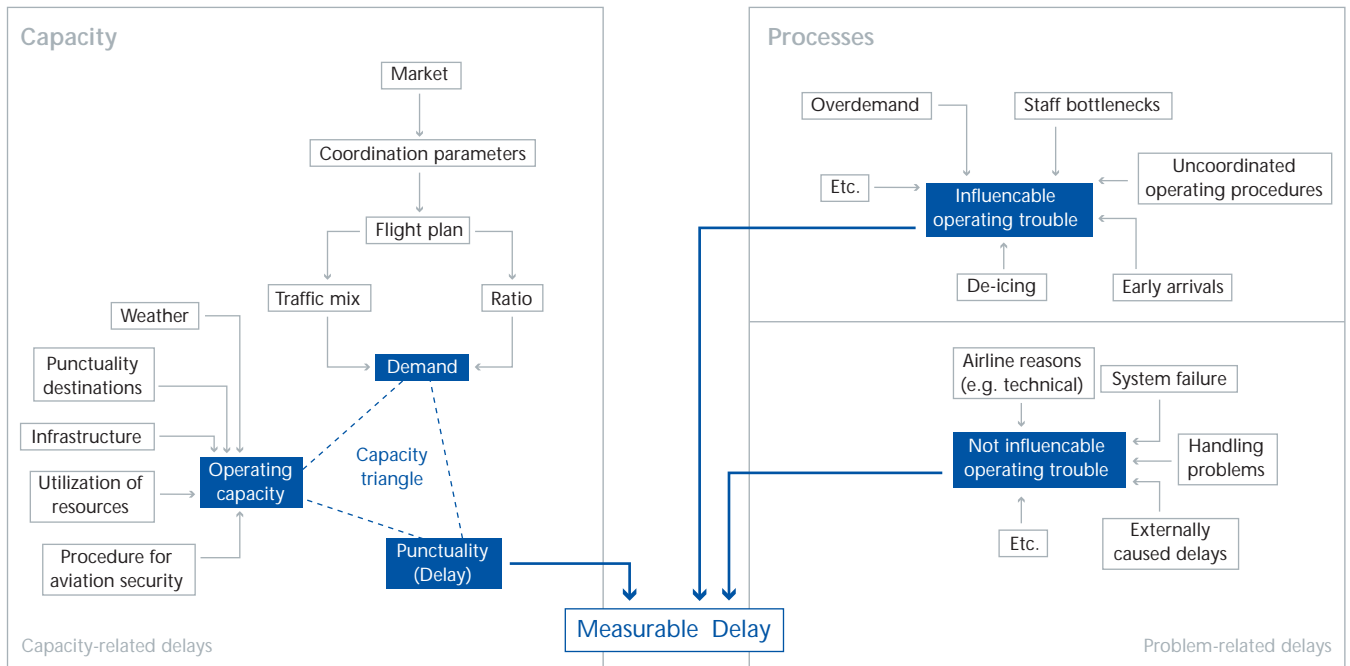 Capacity
Market
Coordination parameters
Flight plan
Traffic mix
Ratio
Weather
Demand
Punctuality
destinations
Infrastructure
Operating
capacity
Capacity
triangle
Utilization of
resources
Procedure for
aviation security
Punctuality
(Delay)
Capacity-related delays
Measurable Delay
Processes
Overdemand
Staff bottlenecks
Uncoordinated
operating procedures
Etc.
Influencable
operating trouble
De-icing
Early arrivals
Airline reasons
(e.g. technical)
System failure
Not influencable
operating trouble
Handling
problems
Etc.
Externally
caused delays
Problem-related delays